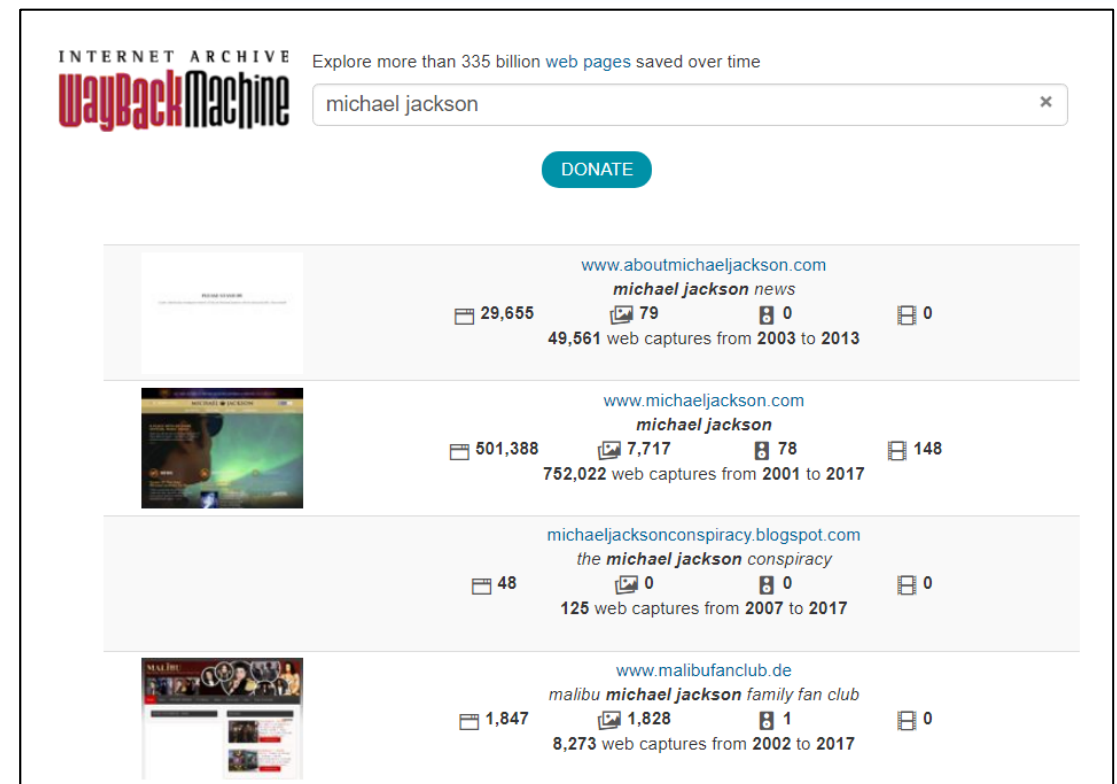 INTERNET ARCHIVE
WayBackMachine
Explore more than 335 billion web pages saved over time
michael jackson ×
DONATE
www.aboutmichaeljackson.com
michael jackson news
29,655 79 0 0
49,561 web captures from 2003 to 2013
MICHAEL JACKSON
www.michaeljackson.com
michael jackson
501,388 7,717 78 148
752,022 web captures from 2001 to 2017
michaeljacksonconspiracy.blogspot.com
the michael jackson conspiracy
48 0 0 0
125 web captures from 2007 to 2017
MALIBU
www.malibufanclub.de
malibu michael jackson family fan club
1,847 1,828 1 0
8,273 web captures from 2002 to 2017